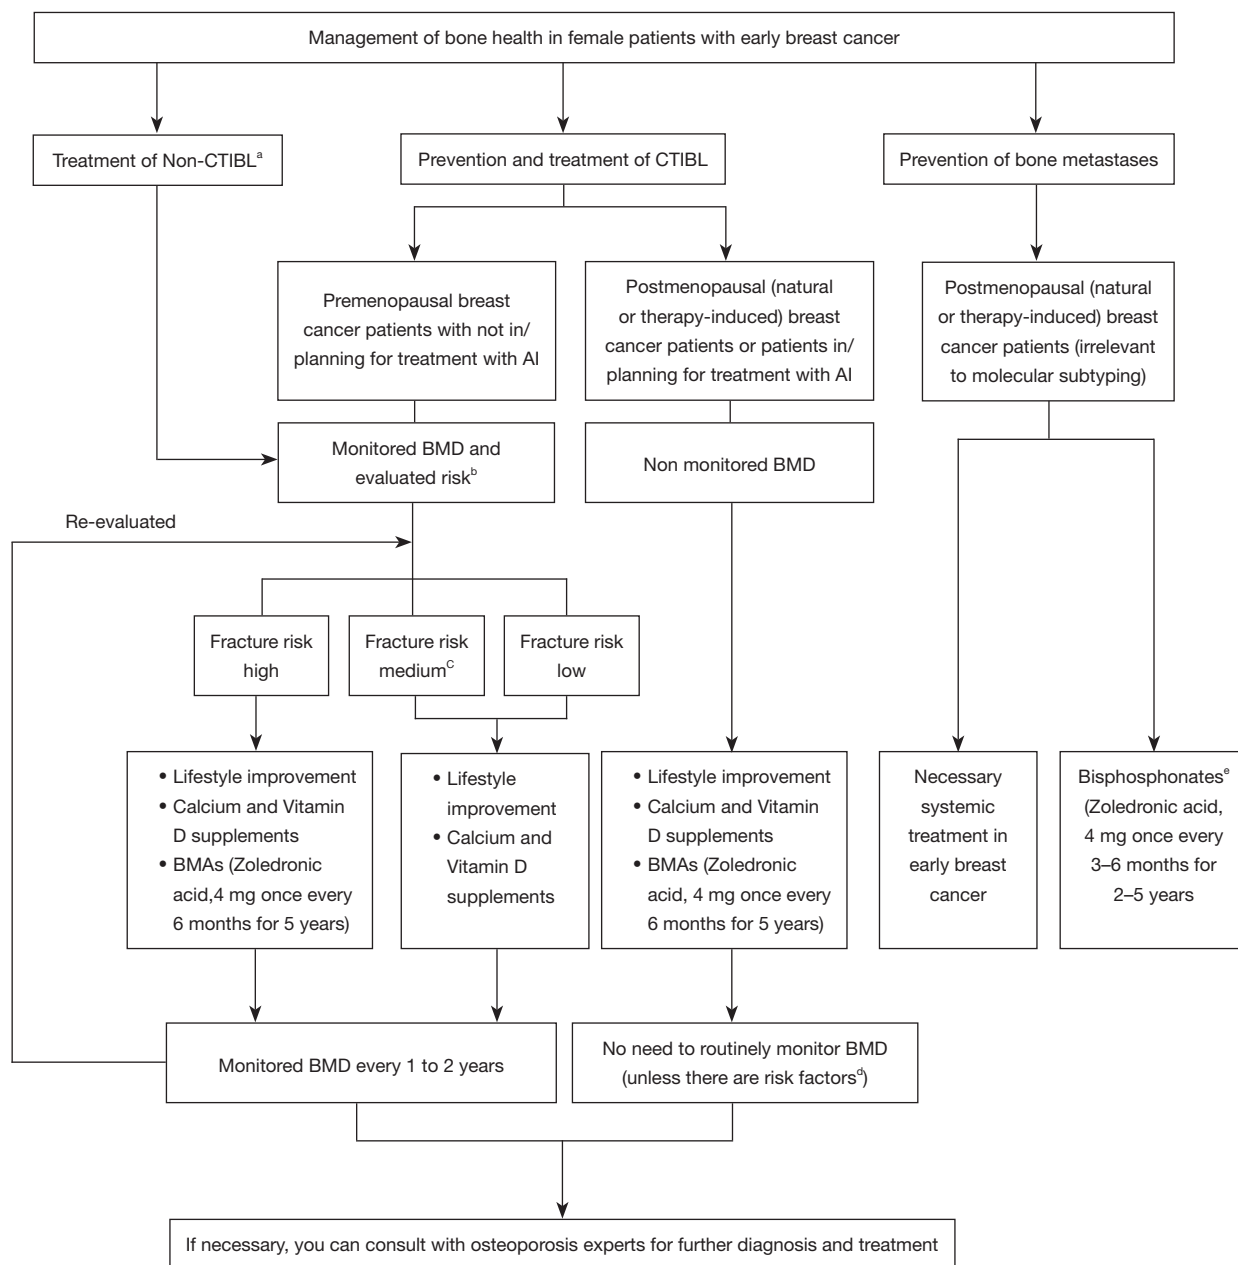 Management of bone health in female patients with early breast cancer
Treatment of Non-CTIBLᵃ
Prevention and treatment of CTIBL
Prevention of bone metastases
Premenopausal breast
cancer patients with not in/
planning for treatment with AI
Postmenopausal (natural
or therapy-induced) breast
cancer patients or patients in/
planning for treatment with AI
Postmenopausal (natural
or therapy-induced) breast
cancer patients (irrelevant
to molecular subtyping)
Monitored BMD and
evaluated riskᵇ
Non monitored BMD
Re-evaluated
Fracture risk
high
Fracture risk
mediumᶜ
Fracture risk
low
• Lifestyle improvement
• Calcium and Vitamin
D supplements
• BMAs (Zoledronic
acid,4 mg once every
6 months for 5 years)
• Lifestyle
improvement
• Calcium and
Vitamin D
supplements
• Lifestyle improvement
• Calcium and Vitamin
D supplements
• BMAs (Zoledronic
acid, 4 mg once every
6 months for 5 years)
Necessary
systemic
treatment in
early breast
cancer
Bisphosphonatesᵉ
(Zoledronic acid,
4 mg once every
3–6 months for
2–5 years
Monitored BMD every 1 to 2 years
No need to routinely monitor BMD
(unless there are risk factorsᵈ)
If necessary, you can consult with osteoporosis experts for further diagnosis and treatment